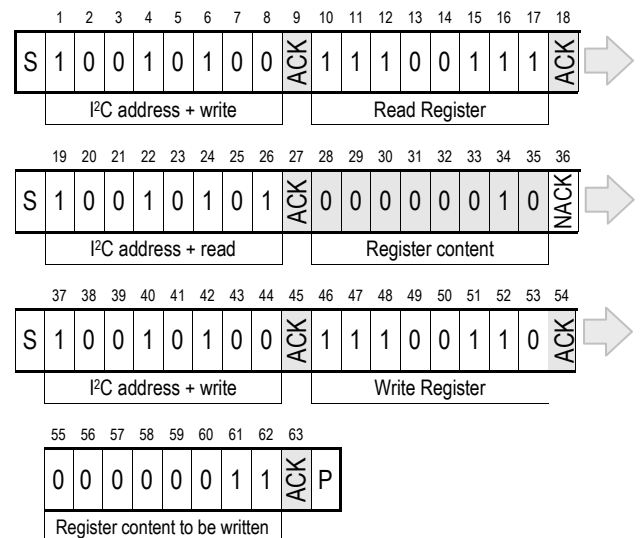 1 2 3 4 5 6 7 8 9 10 11 12 13 14 15 16 17 18
S 1 0 0 1 0 1 0 0 ACK 1 1 1 0 0 1 1 1 ACK
I²C address + write Read Register
19 20 21 22 23 24 25 26 27 28 29 30 31 32 33 34 35 36
S 1 0 0 1 0 1 0 1 ACK 0 0 0 0 0 0 1 0 NACK
I²C address + read Register content
37 38 39 40 41 42 43 44 45 46 47 48 49 50 51 52 53 54
S 1 0 0 1 0 1 0 0 ACK 1 1 1 0 0 1 1 0 ACK
I²C address + write Write Register
55 56 57 58 59 60 61 62 63
0 0 0 0 0 0 1 1 ACK P
Register content to be written